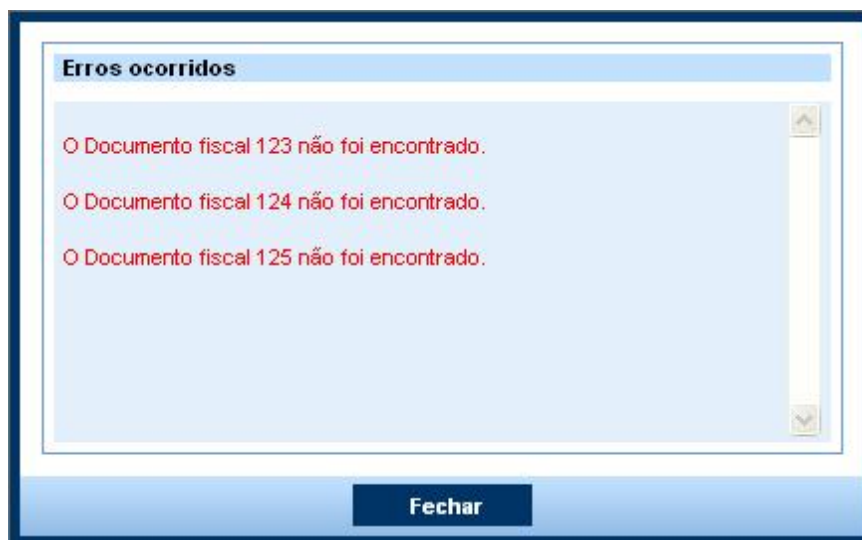 Erros ocorridos
O Documento fiscal 123 não foi encontrado.
O Documento fiscal 124 não foi encontrado.
O Documento fiscal 125 não foi encontrado.
Fechar